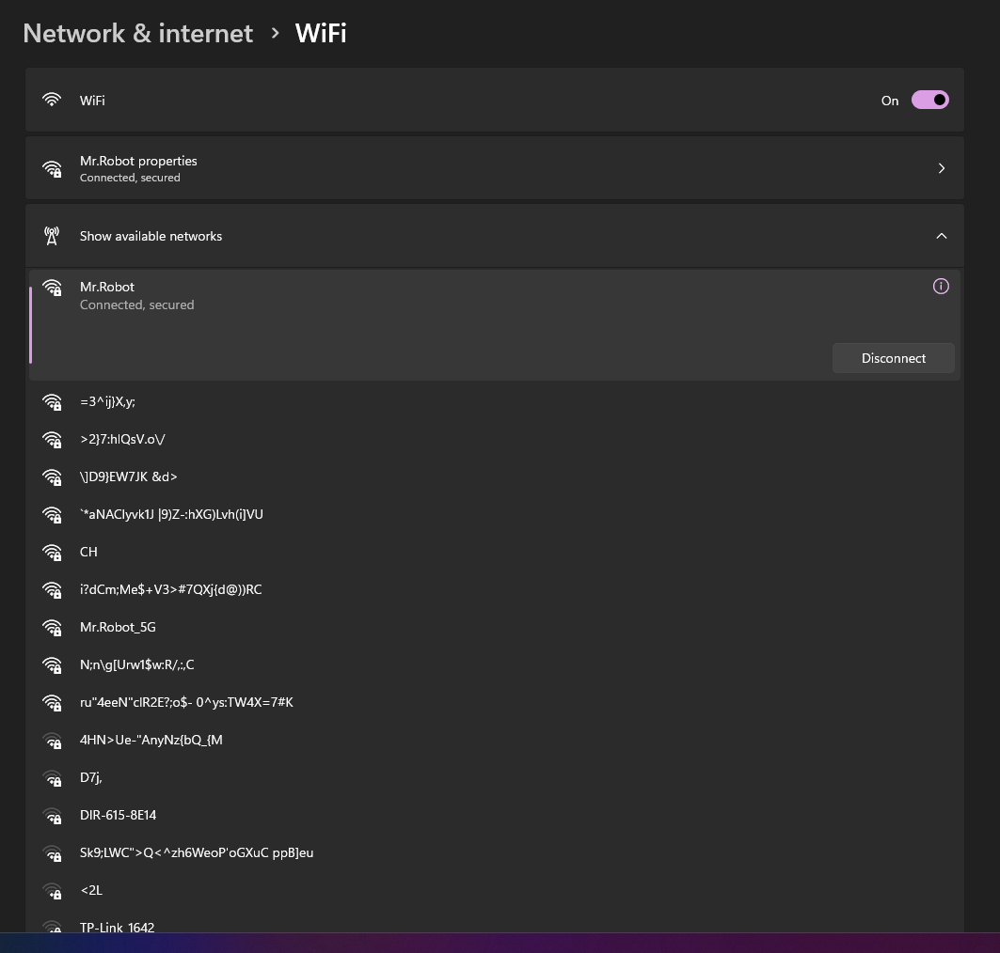 Network & internet > WiFi
WiFi
On
Mr.Robot properties
Connected, secured
Show available networks
Mr.Robot
Connected, secured
Disconnect
=3^ij}X,y;
>2}7:hlQsV.o\/
\]D9}EW7JK &d>
`*aNAClyvk1J |9)Z-:hXG)Lvh(i]VU
CH
i?dCm;Me$+V3>#7QXj{d@))RC
Mr.Robot_5G
N;n\g[Urw1$w:R/,:,C
ru"4eeN"clR2E?;o$- 0^ys:TW4X=7#K
4HN>Ue-"AnyNz{bQ_{M
D7j,
DIR-615-8E14
Sk9;LWC">Q<^zh6WeoP'oGXuC ppB]eu
<2L
TP-Link_1642